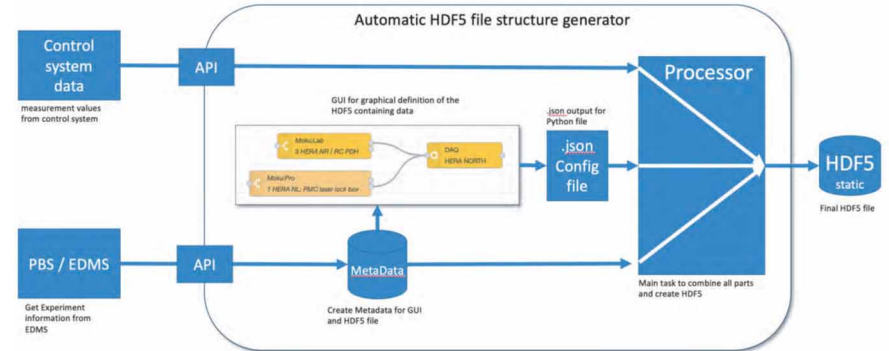 Automatic HDF5 file structure generator
Control
system
data
measurement values
from control system
API
GUI for graphical definition of the
HDF5 containing data
MokuLab
3 HERA NR / RC PDH
MokuPro
1 HERA NL: PMC laser lock box
DAQ
HERA NORTH
.json output for
Python file
.json
Config
file
Processor
HDF5
static
Final HDF5 file
PBS / EDMS
Get Experiment
information from
EDMS
API
MetaData
Create Metadata for GUI
and HDF5 file
Main task to combine all parts
and create HDF5